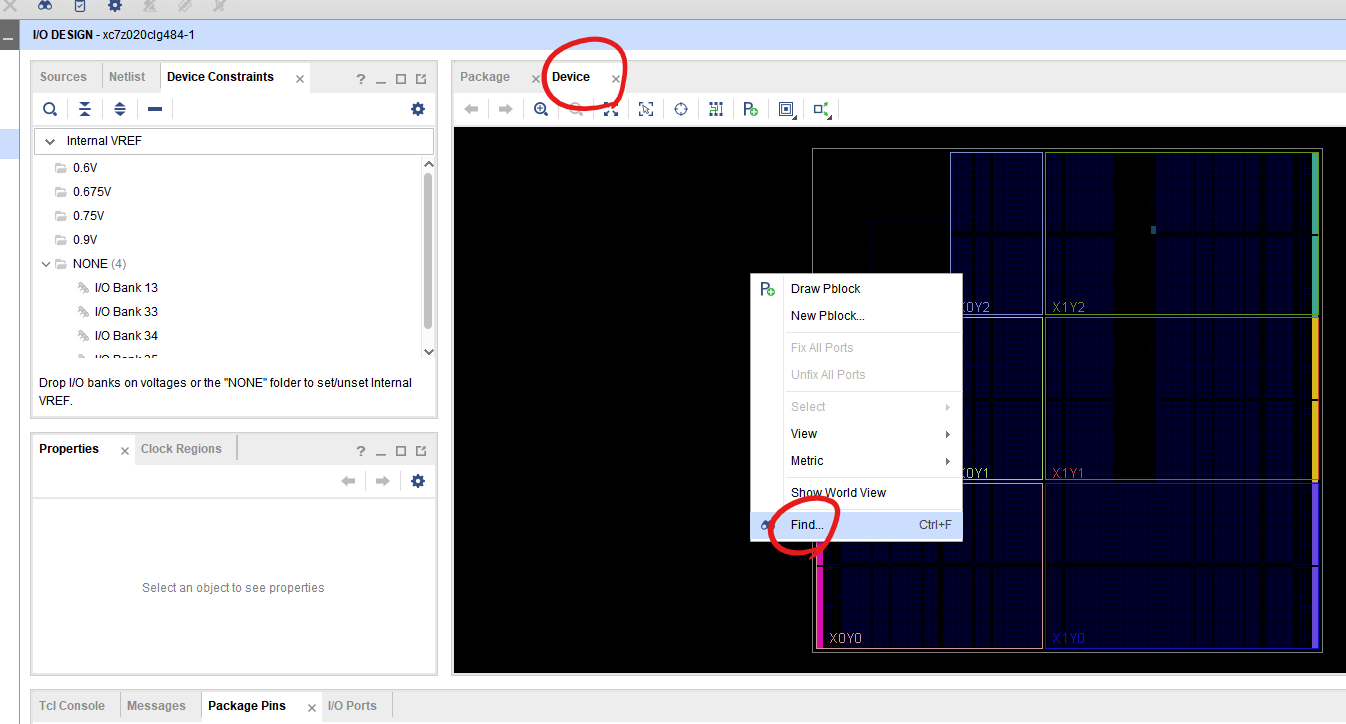 I/O DESIGN - xc7z020clg484-1
Sources Netlist Device Constraints
Internal VREF
0.6V
0.675V
0.75V
0.9V
NONE (4)
I/O Bank 13
I/O Bank 33
I/O Bank 34
I/O Bank 35
Drop I/O banks on voltages or the "NONE" folder to set/unset Internal
VREF.
Properties Clock Regions
Select an object to see properties
Package Device
X0Y2 X1Y2
X0Y1 X1Y1
X0Y0 X1Y0
Draw Pblock
New Pblock...
Fix All Ports
Unfix All Ports
Select
View
Metric
Show World View
Find... Ctrl+F
Tcl Console Messages Package Pins I/O Ports